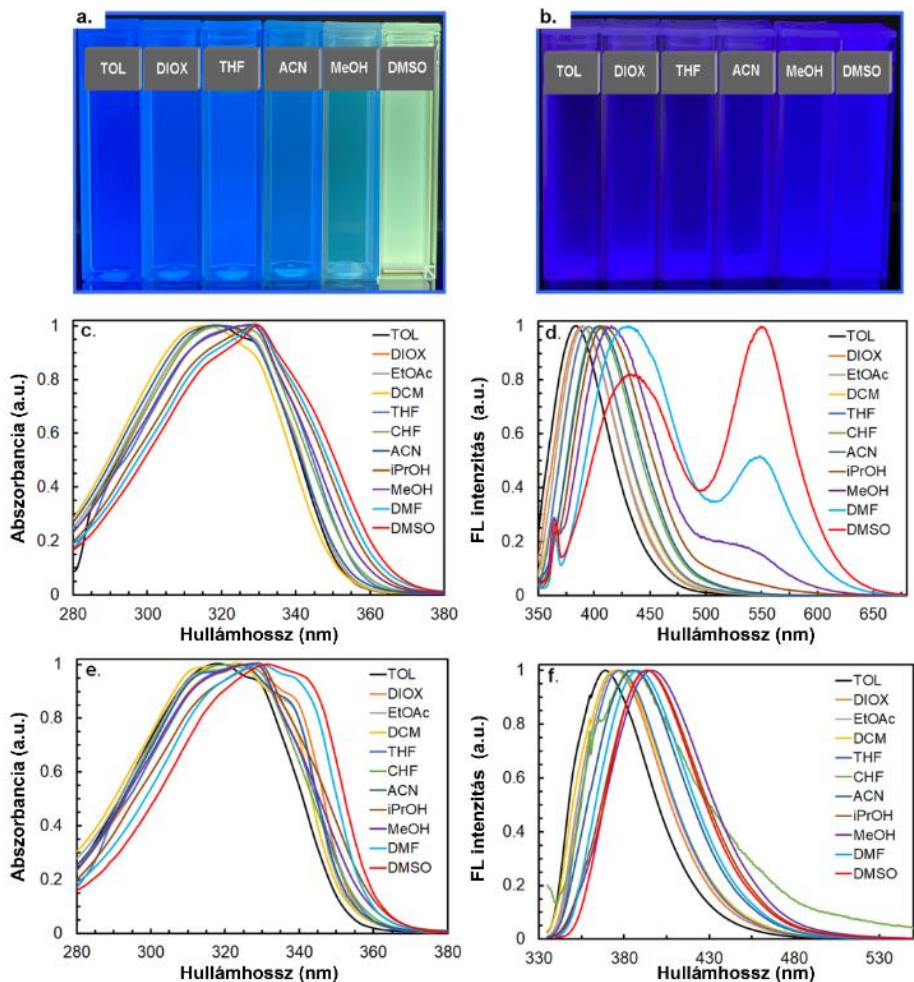 a.
TOL DIOX THF ACN MeOH DMSO
b.
TOL DIOX THF ACN MeOH DMSO
c.
Abszorbancia (a.u.)
1
0.8
0.6
0.4
0.2
0
280 300 320 340 360 380
Hullámhossz (nm)
TOL
DIOX
EtOAc
DCM
THF
CHF
ACN
iPrOH
MeOH
DMF
DMSO
d.
FL intenzitás (a.u.)
1
0.8
0.6
0.4
0.2
0
350 400 450 500 550 600 650
Hullámhossz (nm)
TOL
DIOX
EtOAc
DCM
THF
CHF
ACN
iPrOH
MeOH
DMF
DMSO
e.
Abszorbancia (a.u.)
1
0.8
0.6
0.4
0.2
0
280 300 320 340 360 380
Hullámhossz (nm)
TOL
DIOX
EtOAc
DCM
THF
CHF
ACN
iPrOH
MeOH
DMF
DMSO
f.
FL intenzitás (a.u.)
1
0.8
0.6
0.4
0.2
0
330 380 430 480 530
Hullámhossz (nm)
TOL
DIOX
EtOAc
DCM
THF
CHF
ACN
iPrOH
MeOH
DMF
DMSO